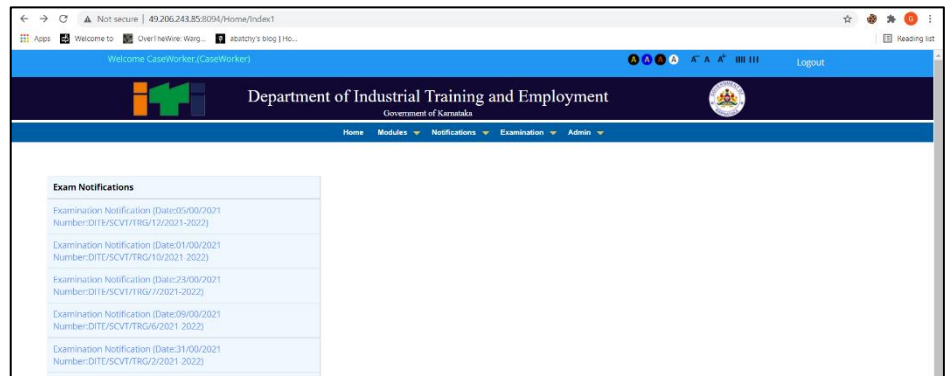 Not secure | 49.206.243.85:8094/Home/Index1
Apps Welcome to OverTheWire: Warg... abatchy's blog | Ho... Reading list
Welcome CaseWorker,(CaseWorker) A A A A A- A A+ Logout
iti Department of Industrial Training and Employment
Government of Karnataka
Home Modules Notifications Examination Admin
Exam Notifications
Examination Notification (Date:05/00/2021
Number:DITE/SCVT/TRG/12/2021-2022)
Examination Notification (Date:01/00/2021
Number:DITE/SCVT/TRG/10/2021-2022)
Examination Notification (Date:23/00/2021
Number:DITE/SCVT/TRG/7/2021-2022)
Examination Notification (Date:09/00/2021
Number:DITE/SCVT/TRG/6/2021-2022)
Examination Notification (Date:31/00/2021
Number:DITE/SCVT/TRG/2/2021-2022)